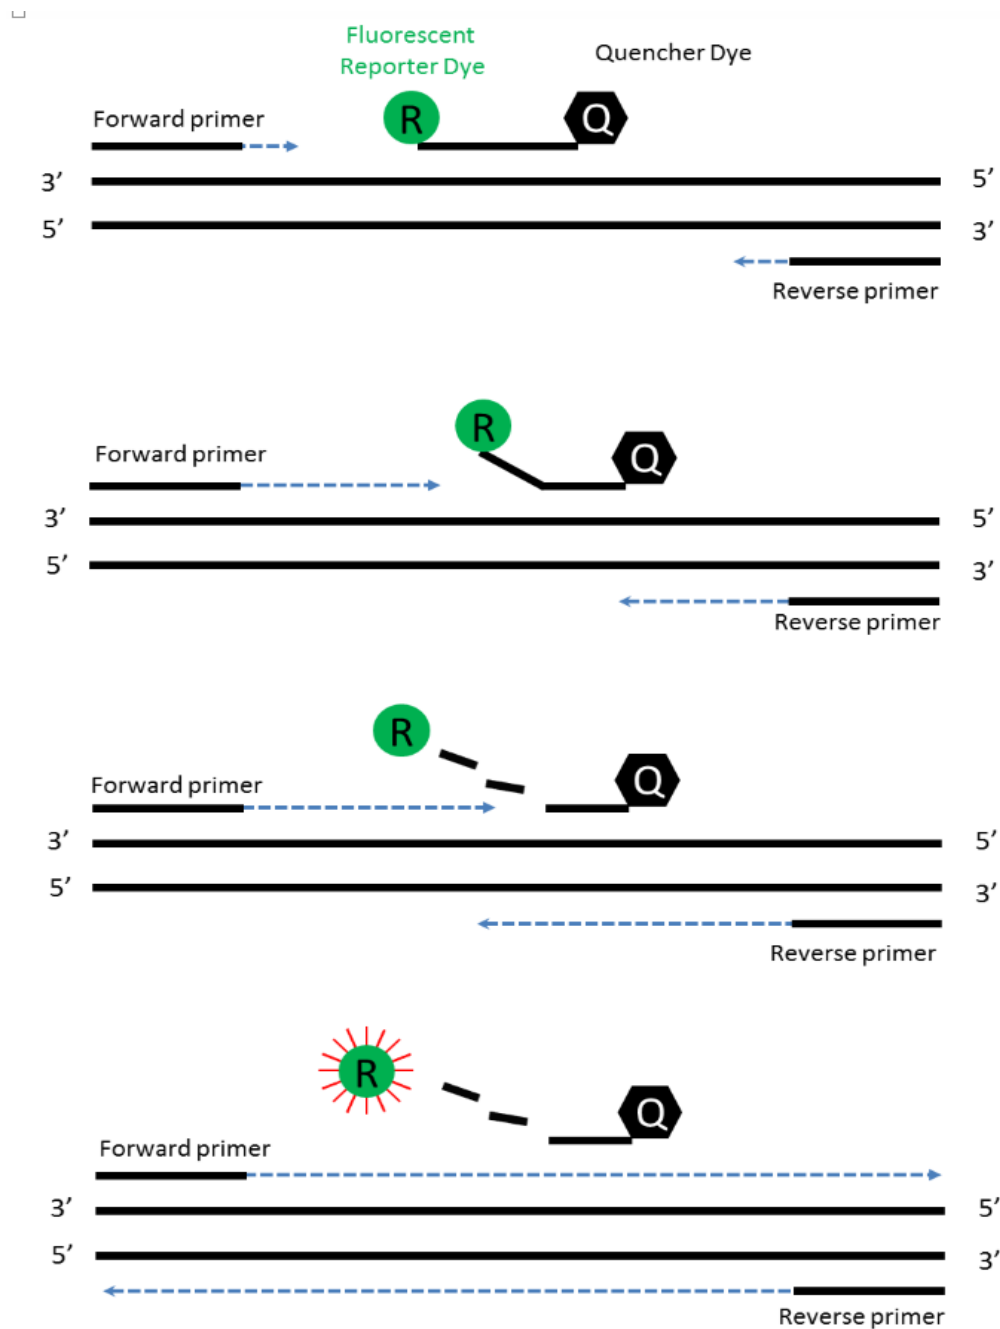 Fluorescent
Reporter Dye
Quencher Dye
R
Q
Forward primer
3’
5’
5’
3’
Reverse primer
R
Q
Forward primer
3’
5’
5’
3’
Reverse primer
R
Q
Forward primer
3’
5’
5’
3’
Reverse primer
R
Q
Forward primer
3’
5’
5’
3’
Reverse primer